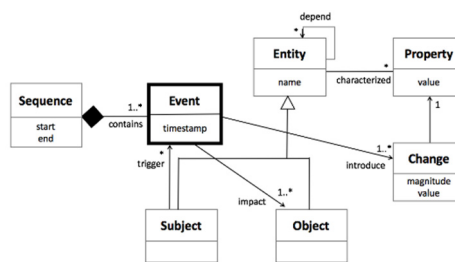 depend
*
Entity
name
*
characterized
Property
value
Sequence
start
end
1..*
contains
Event
timestamp
*
trigger
1
1..*
introduce
Change
magnitude
value
impact
1..*
Subject
Object